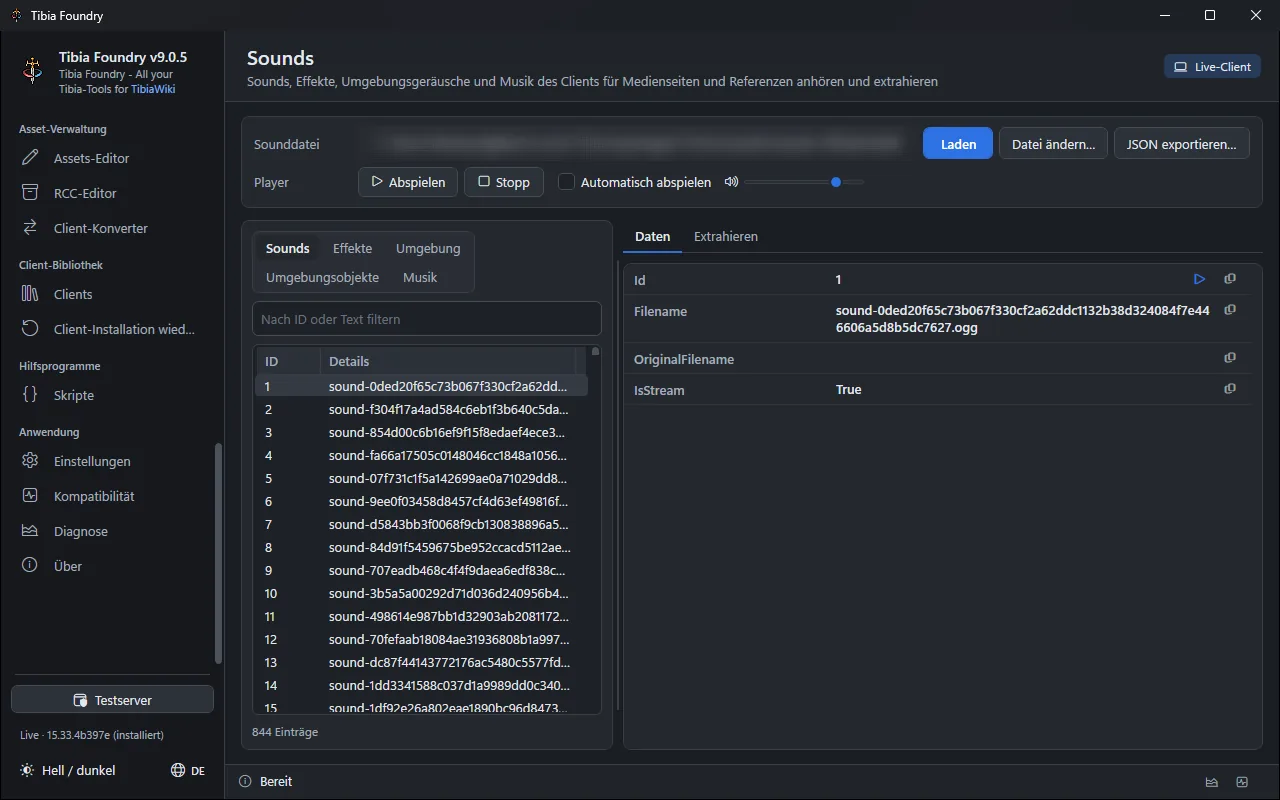 Tibia Foundry
Tibia Foundry v9.0.5
Tibia Foundry - All your
Tibia-Tools for TibiaWiki
Asset-Verwaltung
Assets-Editor
RCC-Editor
Client-Konverter
Client-Bibliothek
Clients
Client-Installation wied...
Hilfsprogramme
Skripte
Anwendung
Einstellungen
Kompatibilität
Diagnose
Über
Testserver
Live · 15.33.4b397e (installiert)
Hell / dunkel
DE
Sounds
Sounds, Effekte, Umgebungsgeräusche und Musik des Clients für Medienseiten und Referenzen anhören und extrahieren
Live-Client
Sounddatei
Laden
Datei ändern...
JSON exportieren...
Player
Abspielen
Stopp
Automatisch abspielen
Sounds Effekte Umgebung
Umgebungsobjekte Musik
Nach ID oder Text filtern
ID Details
1 sound-0ded20f65c73b067f330cf2a62dd...
2 sound-f304f17a4ad584c6eb1f3b640c5da...
3 sound-854d00c6b16ef9f15f8edaef4ece3...
4 sound-fa66a17505c0148046cc1848a1056...
5 sound-07f731c1f5a142699ae0a71029dd8...
6 sound-9ee0f03458d8457cf4d63ef49816f...
7 sound-d5843bb3f0068f9cb130838896a5...
8 sound-84d91f5459675be952ccacd5112ae...
9 sound-707eadb468c4f4f9daea6edf838c...
10 sound-3b5a5a00292d71d036d240956b4...
11 sound-498614e987bb1d32903ab2081172...
12 sound-70fefaab18084ae31936808b1a997...
13 sound-dc87f44143772176ac5480c5577fd...
14 sound-1dd3341588c037d1a9989dd0c340...
15 sound-1df92e26a802eae1890bc96d8473...
844 Einträge
Daten Extrahieren
Id 1
Filename sound-0ded20f65c73b067f330cf2a62ddc1132b38d324084f7e44
6606a5d8b5dc7627.ogg
OriginalFilename
IsStream True
Bereit